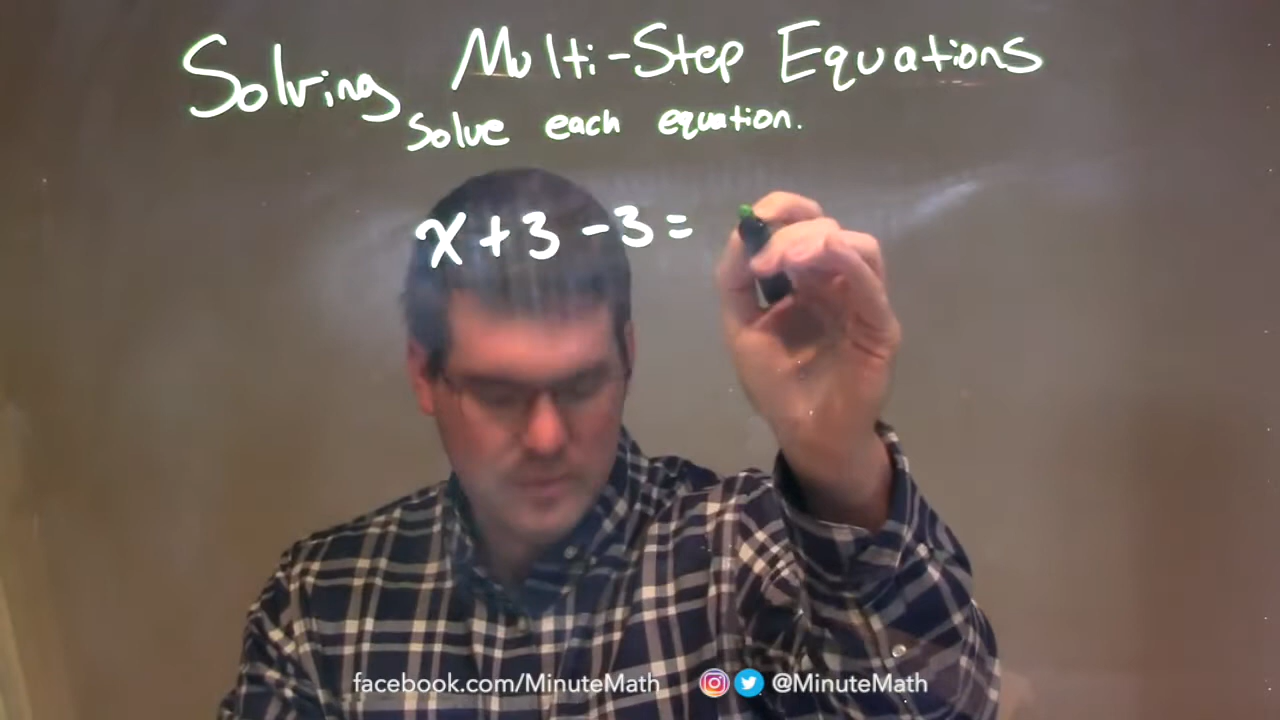 Solving Multi-Step Equations
Solve each equation.
x + 3 - 3 =
facebook.com/MinuteMath @MinuteMath